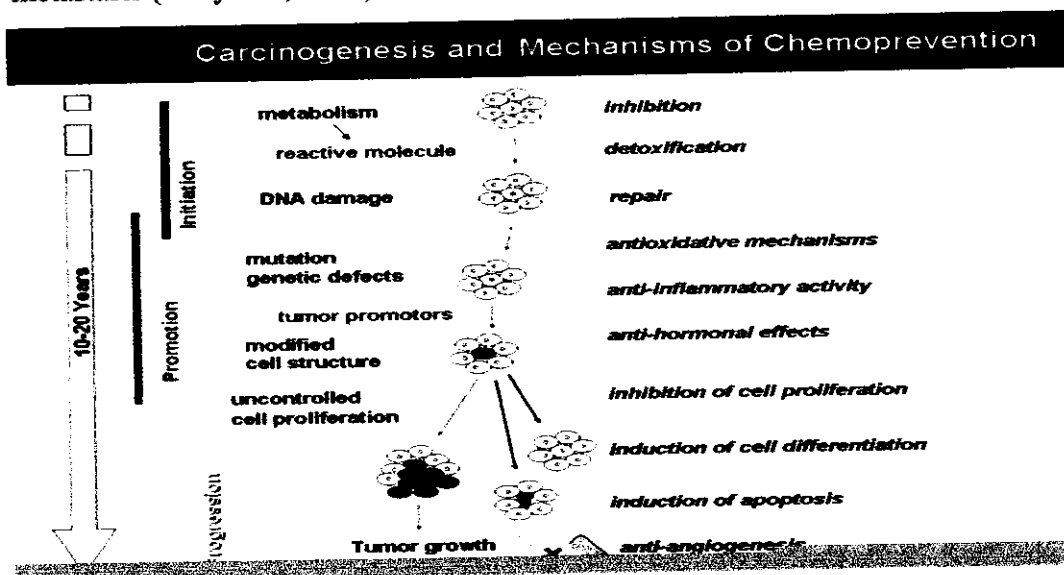 Carcinogenesis and Mechanisms of Chemoprevention
metabolism
inhibition
reactive molecule
detoxification
DNA damage
repair
Initiation
antioxidative mechanisms
mutation
genetic defects
anti-inflammatory activity
tumor promotors
anti-hormonal effects
10-20 Years
Promotion
modified
cell structure
inhibition of cell proliferation
uncontrolled
cell proliferation
induction of cell differentiation
induction of apoptosis
Tumor growth
anti-angiogenesis